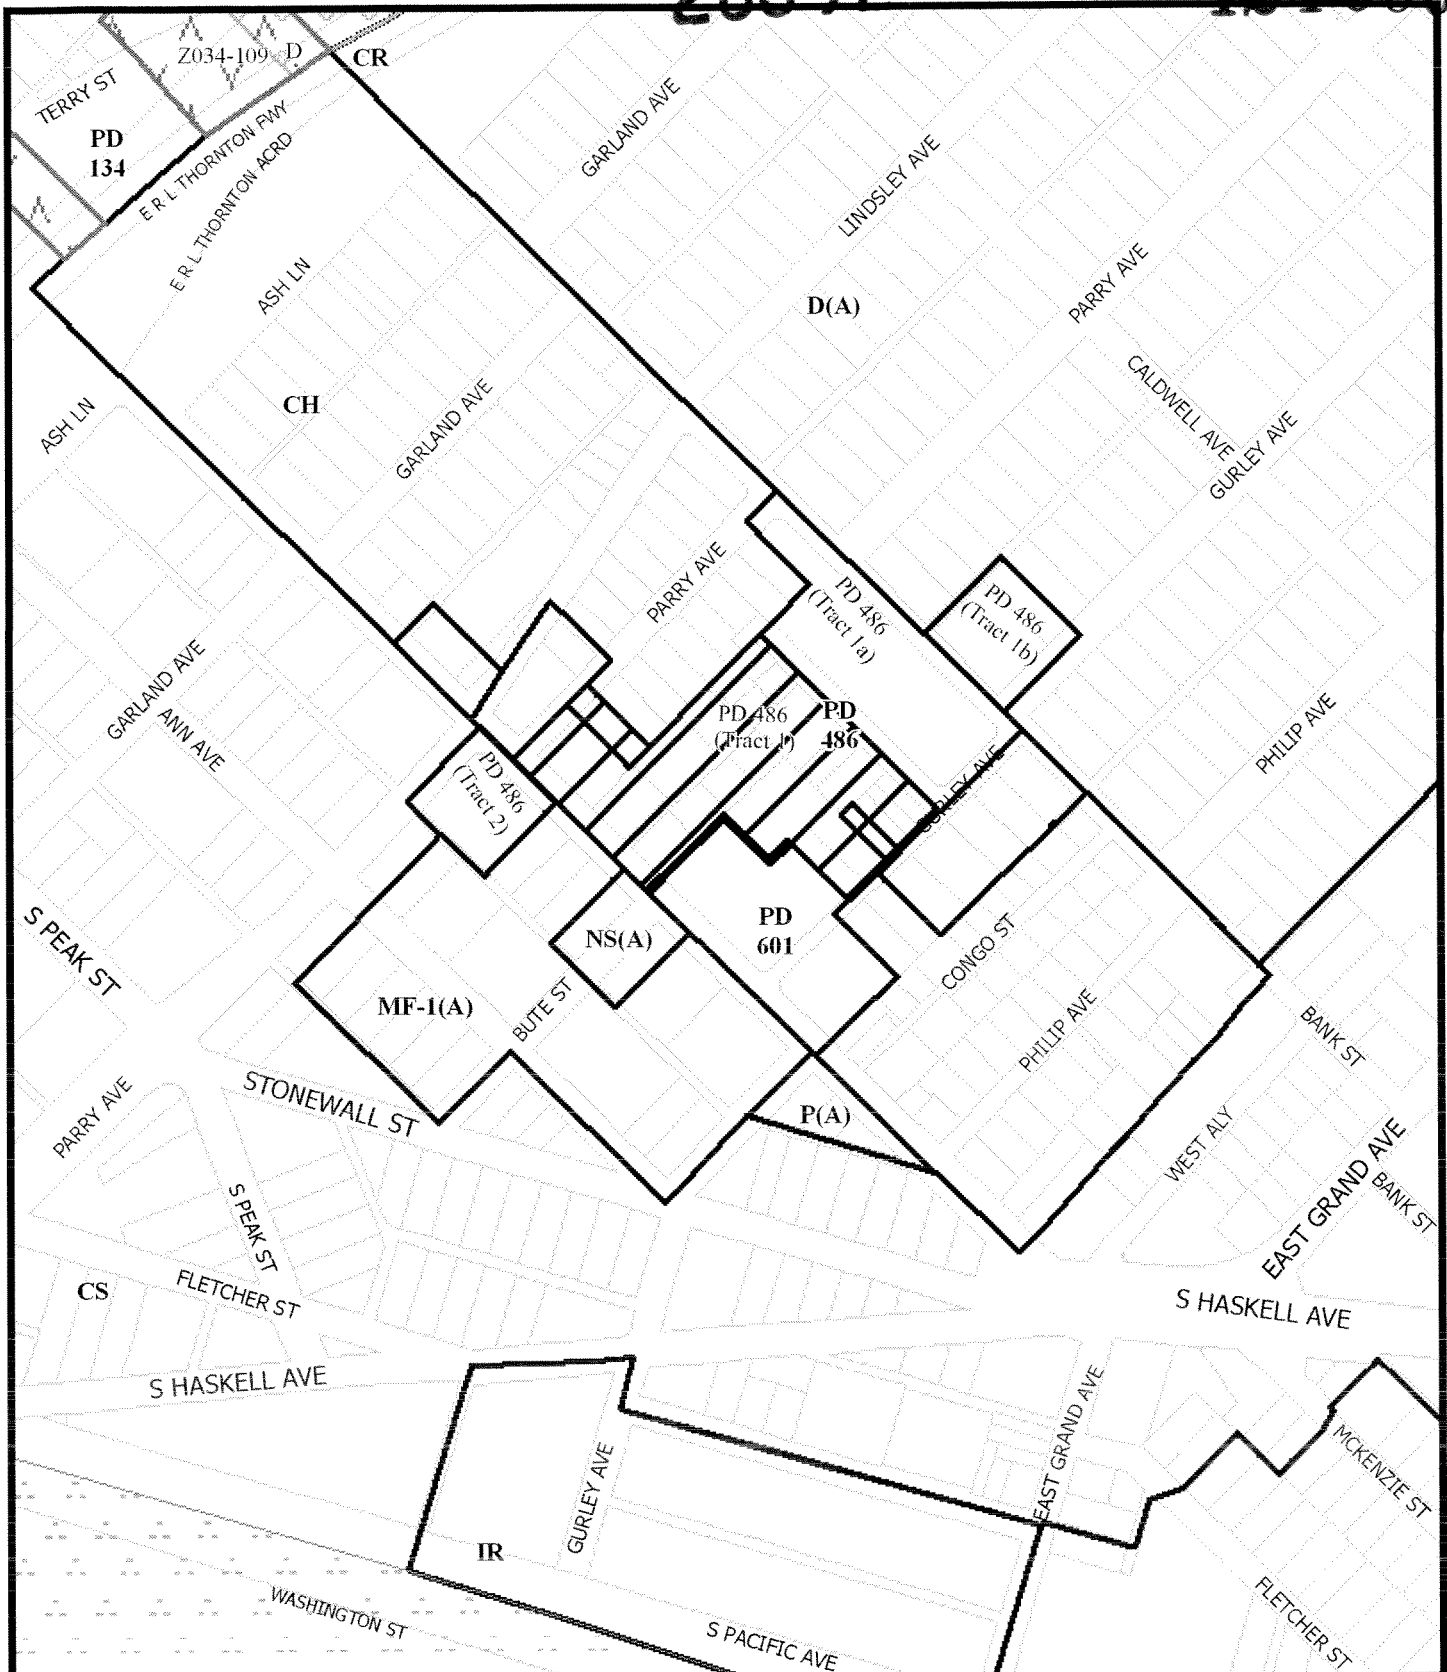 Z034-109
D
CR
TERRY ST
PD
134
E R L THORNTON FWY
E R L THORNTON ACRD
GARLAND AVE
LINDSLEY AVE
PARRY AVE
ASH LN
D(A)
CH
CALDWELL AVE
GURLEY AVE
ASH LN
GARLAND AVE
PARRY AVE
PD 486
(Tract 1a)
PD 486
(Tract 1b)
GARLAND AVE
ANN AVE
PHILIP AVE
PD 486
(Tract 1)
PD
486
PD 486
(Tract 2)
GURLEY AVE
S PEAK ST
NS(A)
PD
601
CONGO ST
MF-1(A)
BUTE ST
PHILIP AVE
BANK ST
STONEWALL ST
PARRY AVE
P(A)
WEST ALY
EAST GRAND AVE
BANK ST
S PEAK ST
CS
FLETCHER ST
S HASKELL AVE
S HASKELL AVE
EAST GRAND AVE
MCKENZIE ST
GURLEY AVE
IR
WASHINGTON ST
S PACIFIC AVE
FLETCHER ST